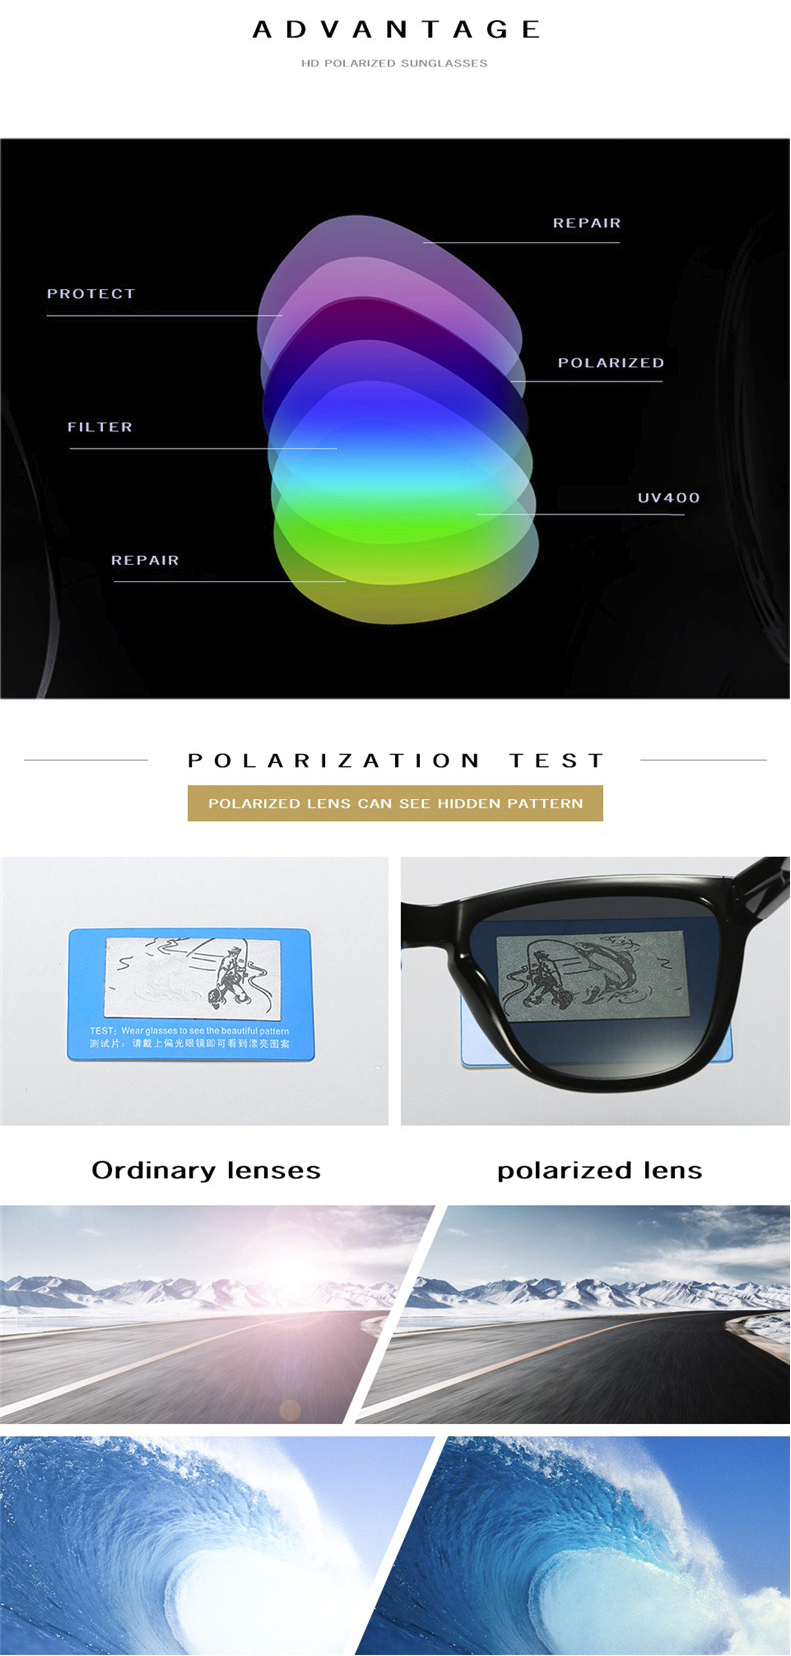 ADVANTAGE
HD POLARIZED SUNGLASSES
REPAIR
PROTECT
POLARIZED
FILTER
UV400
REPAIR
POLARIZATION TEST
POLARIZED LENS CAN SEE HIDDEN PATTERN
TEST: Wear glasses to see the beautiful pattern
测试片：请戴上偏光眼镜即可看到漂亮图案
Ordinary lenses
polarized lens